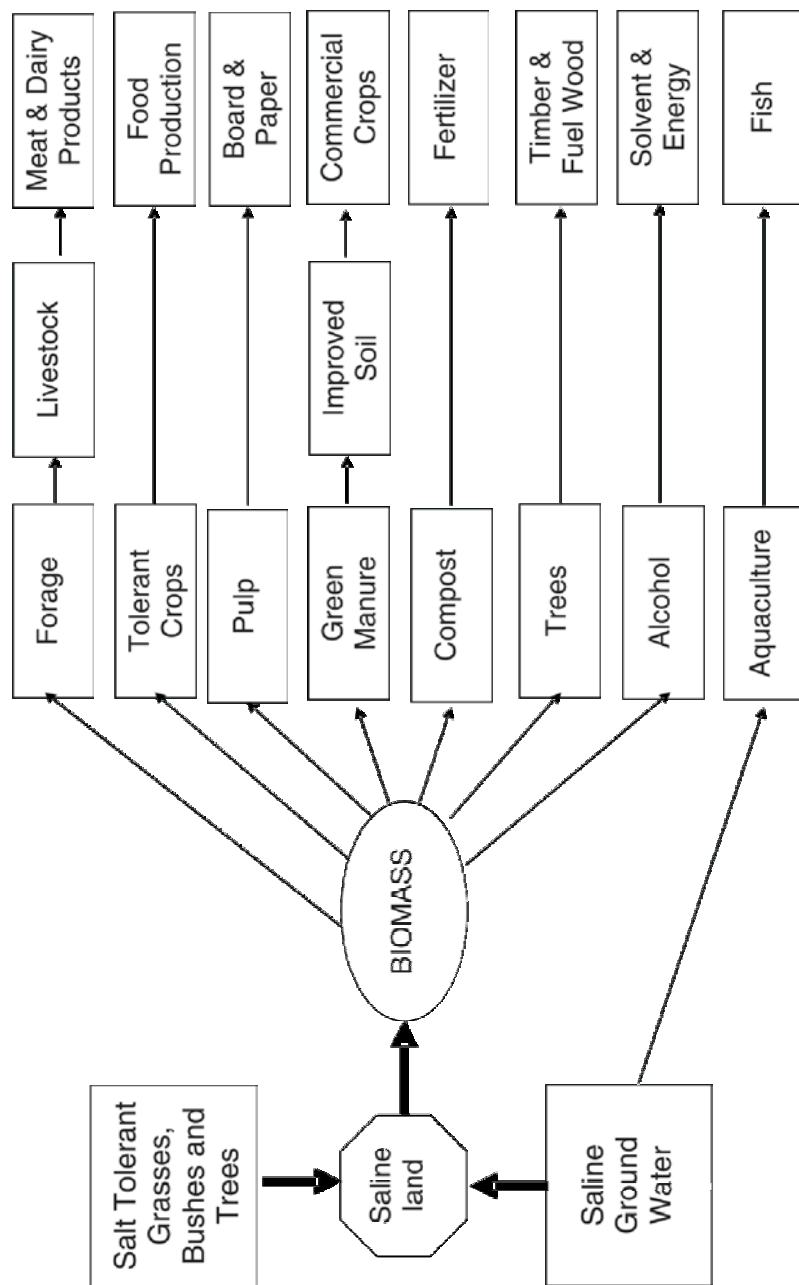 Salt Tolerant
Grasses,
Bushes and
Trees
Saline
land
Saline
Ground
Water
BIOMASS
Forage
Livestock
Meat & Dairy
Products
Tolerant
Crops
Food
Production
Pulp
Board &
Paper
Green
Manure
Improved
Soil
Commercial
Crops
Compost
Fertilizer
Trees
Timber &
Fuel Wood
Alcohol
Solvent &
Energy
Aquaculture
Fish